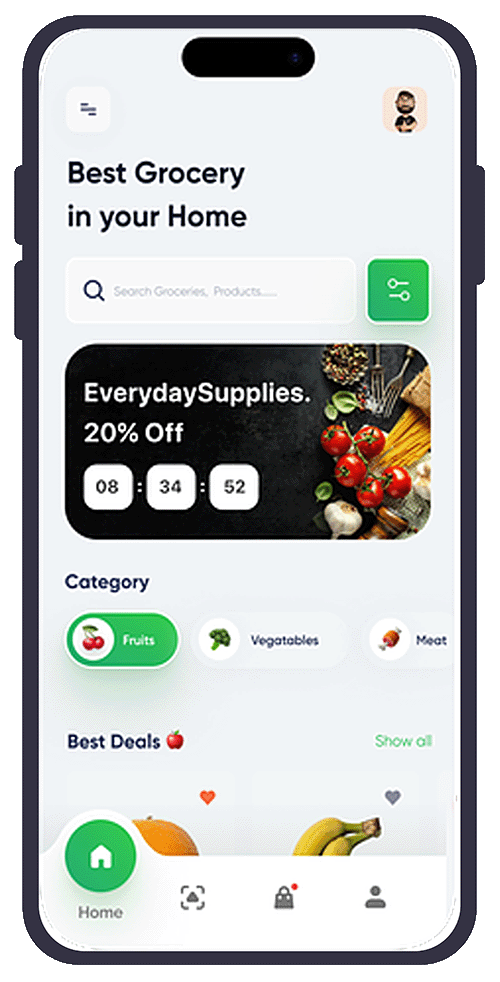 Best Grocery
in your Home
Search Groceries, Products......
EverydaySupplies.
20% Off
08 : 34 : 52
Category
Fruits
Vegatables
Meat
Best Deals
Show all
Home